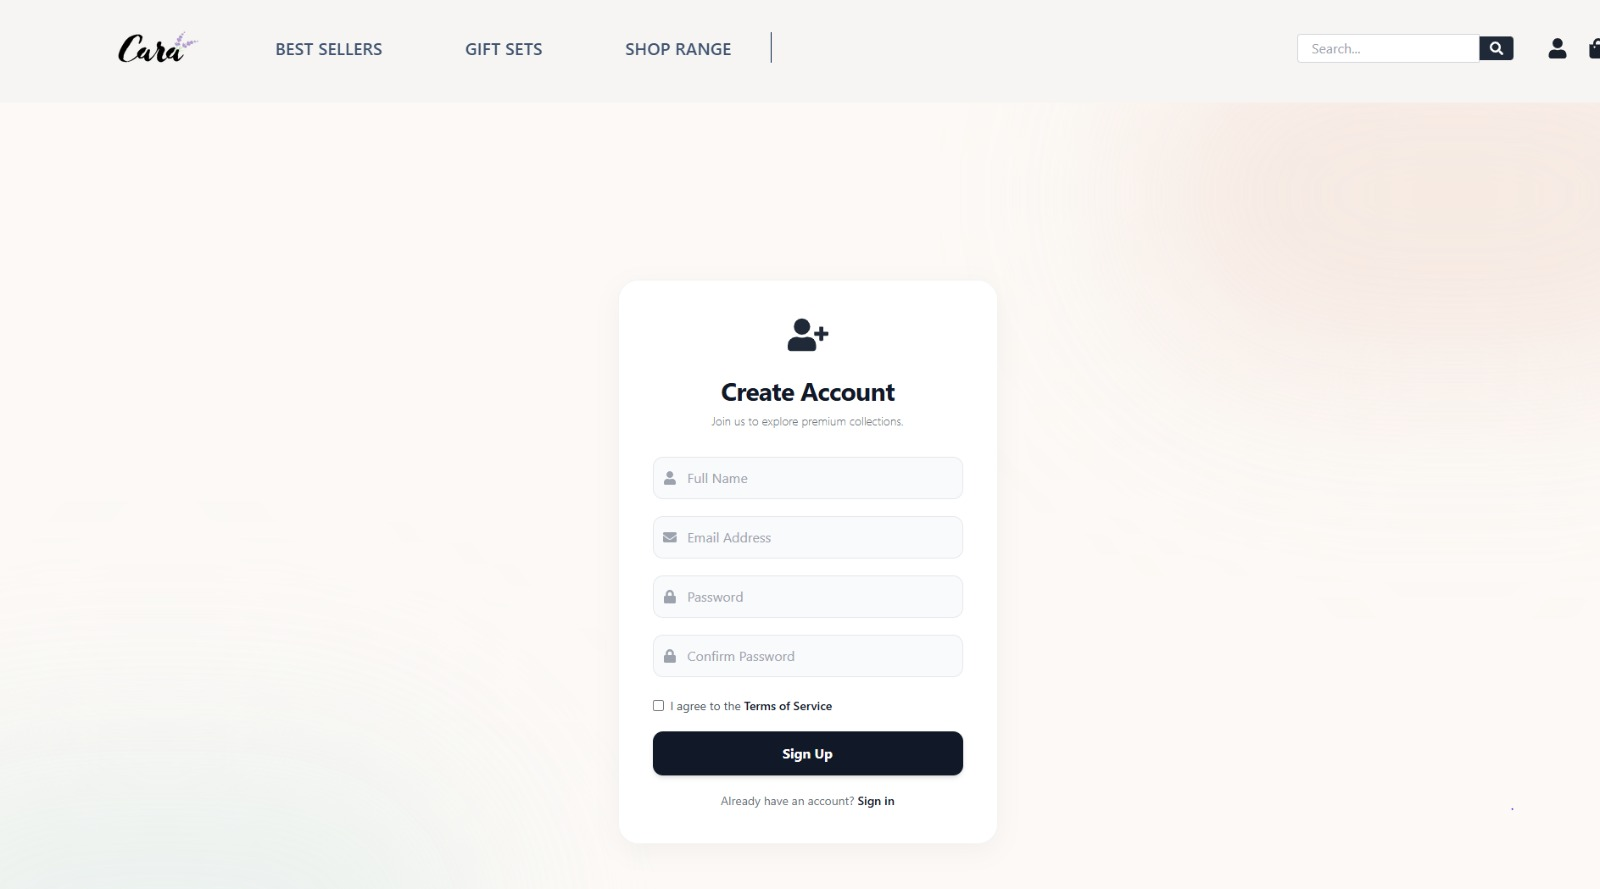 Cara
BEST SELLERS
GIFT SETS
SHOP RANGE
Search...
Create Account
Join us to explore premium collections.
Full Name
Email Address
Password
Confirm Password
I agree to the Terms of Service
Sign Up
Already have an account? Sign in